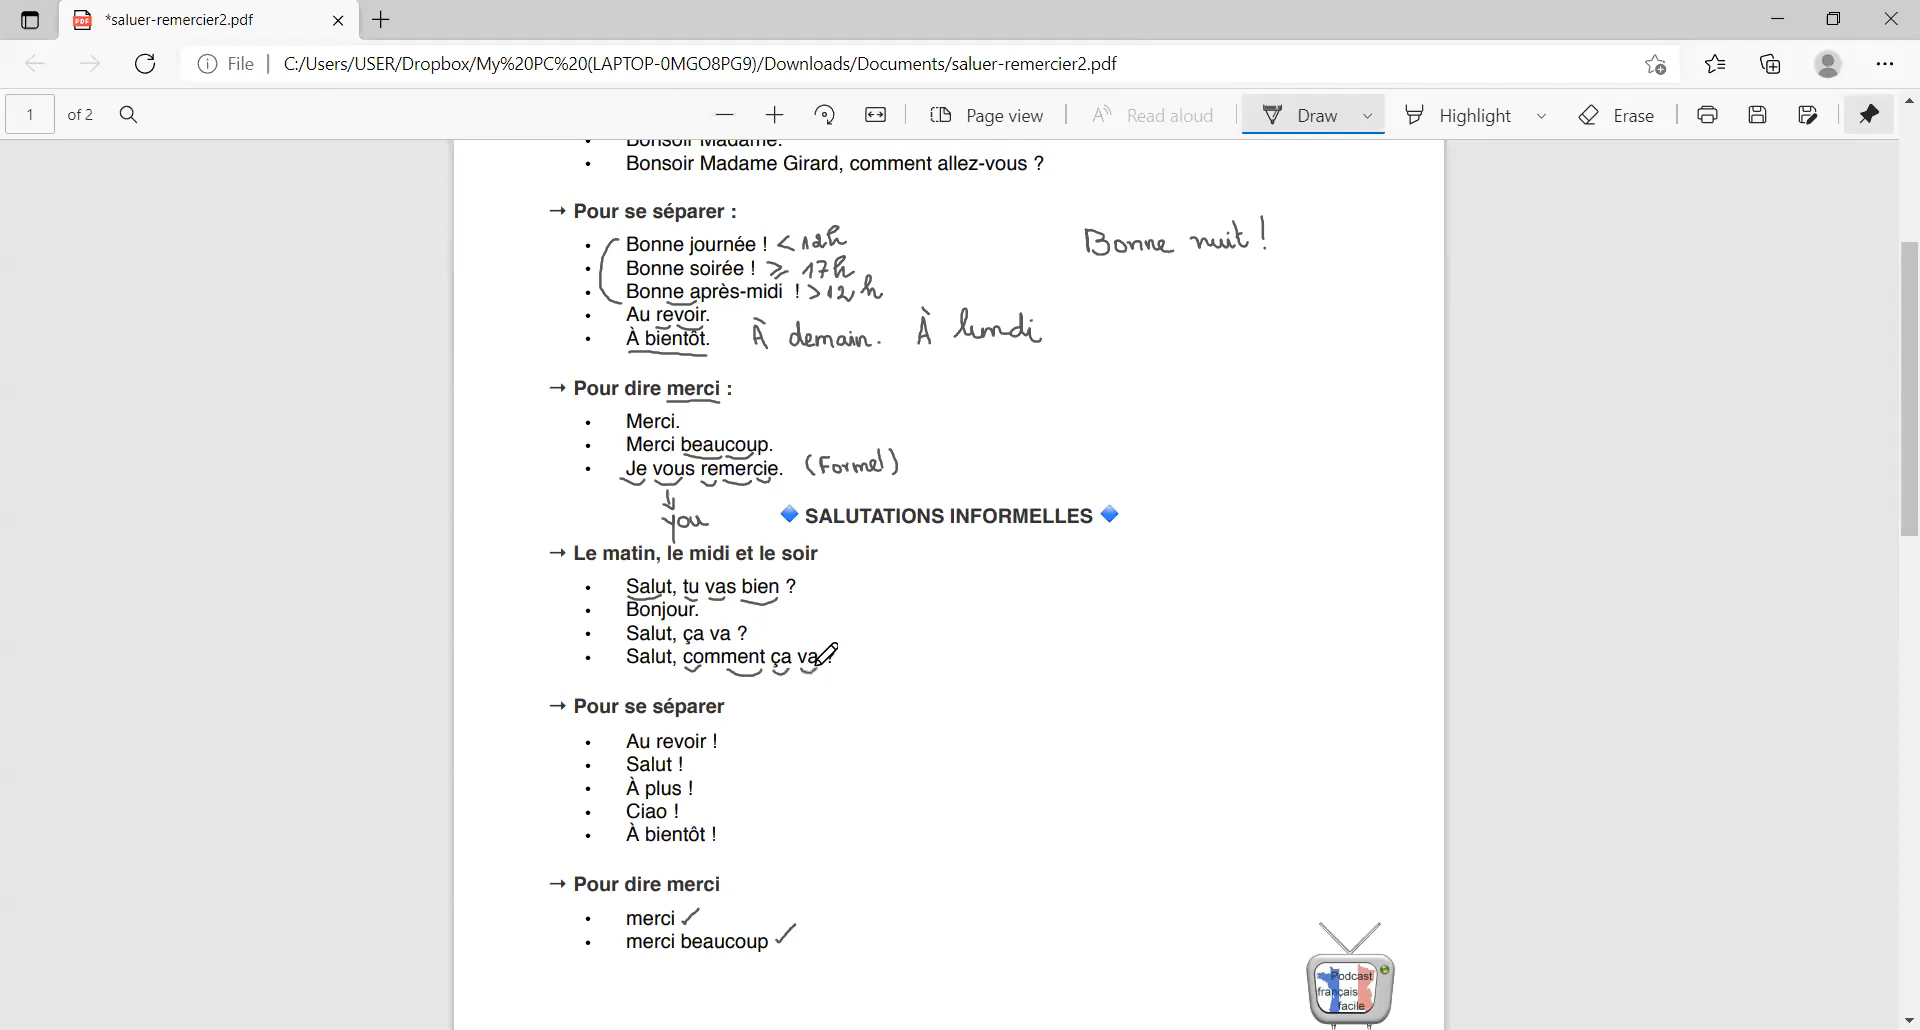 *saluer-remercier2.pdf
File C:/Users/USER/Dropbox/My%20PC%20(LAPTOP-0MGO8PG9)/Downloads/Documents/saluer-remercier2.pdf
1 of 2 Page view Read aloud Draw Highlight Erase
• Bonsoir Madame.
• Bonsoir Madame Girard, comment allez-vous ?
→ Pour se séparer :
• Bonne journée ! < 12h Bonne nuit !
• Bonne soirée ! ⩾ 17h
• Bonne après-midi ! > 12 h
• Au revoir.
• À bientôt. À demain. À lundi
→ Pour dire merci :
• Merci.
• Merci beaucoup.
• Je vous remercie. (Formel)
↓
you
🔷 SALUTATIONS INFORMELLES 🔷
→ Le matin, le midi et le soir
• Salut, tu vas bien ?
• Bonjour.
• Salut, ça va ?
• Salut, comment ça va ?
→ Pour se séparer
• Au revoir !
• Salut !
• À plus !
• Ciao !
• À bientôt !
→ Pour dire merci
• merci ✓
• merci beaucoup ✓
Podcast
français
facile